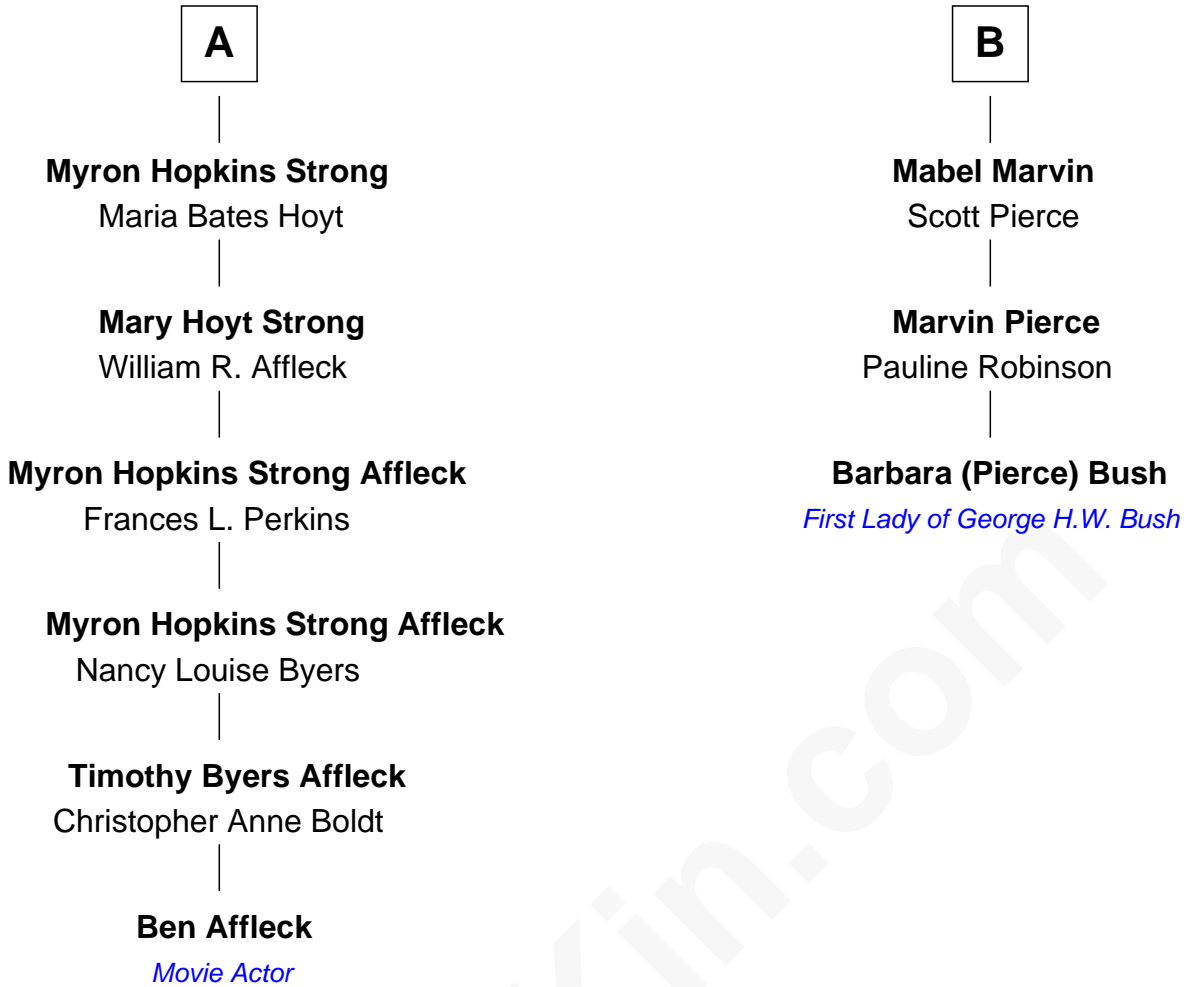 A
Myron Hopkins Strong
Maria Bates Hoyt
Mary Hoyt Strong
William R. Affleck
Myron Hopkins Strong Affleck
Frances L. Perkins
Myron Hopkins Strong Affleck
Nancy Louise Byers
Timothy Byers Affleck
Christopher Anne Boldt
Ben Affleck
Movie Actor
B
Mabel Marvin
Scott Pierce
Marvin Pierce
Pauline Robinson
Barbara (Pierce) Bush
First Lady of George H.W. Bush
Kin.com